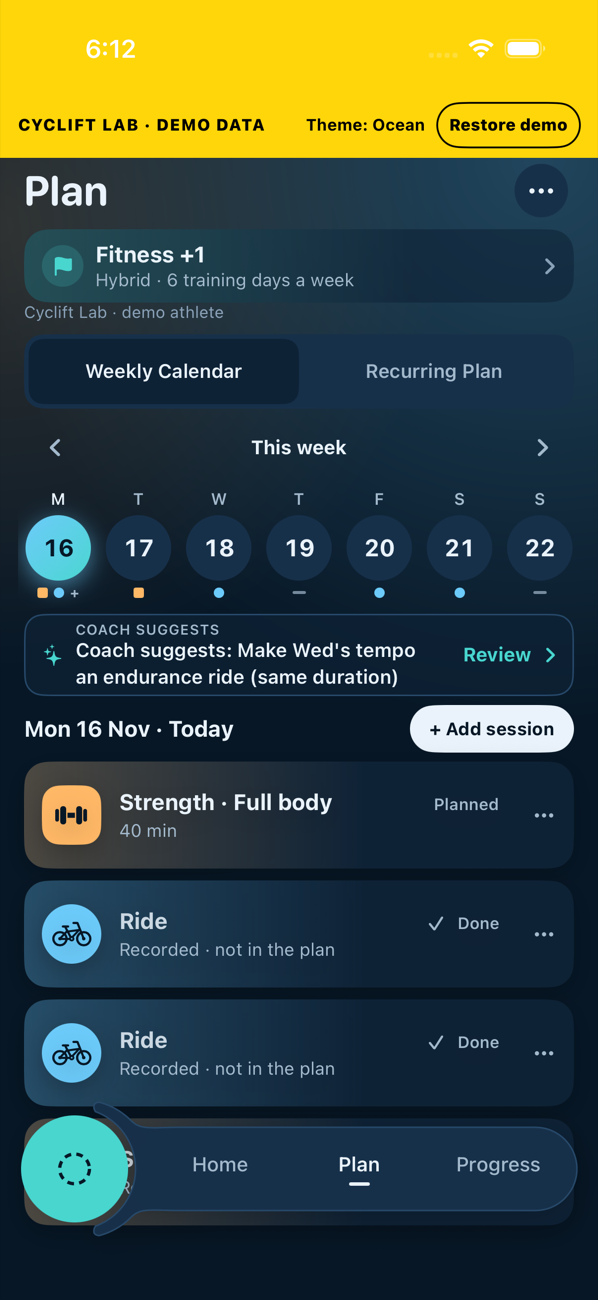 6:12
CYCLIFT LAB · DEMO DATA
Theme: Ocean
Restore demo
Plan
Fitness +1
Hybrid · 6 training days a week
Cyclift Lab · demo athlete
Weekly Calendar
Recurring Plan
This week
M T W T F S S
16 17 18 19 20 21 22
+
COACH SUGGESTS
Coach suggests: Make Wed's tempo
an endurance ride (same duration)
Review
Mon 16 Nov · Today
+ Add session
Strength · Full body
Planned
40 min
Ride
Done
Recorded · not in the plan
Ride
Done
Recorded · not in the plan
Home
Plan
Progress